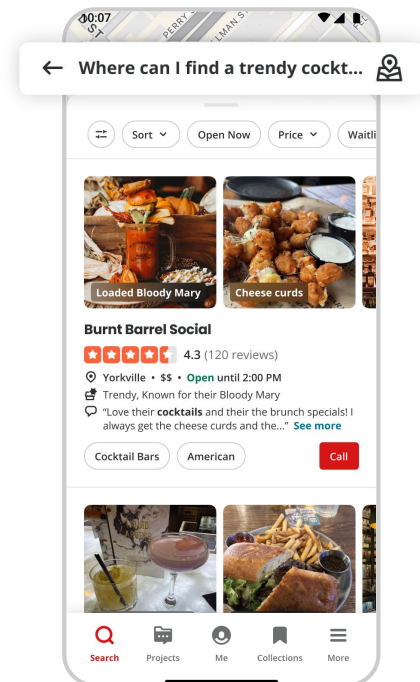 10:07
PERRY S
LMAN S
Where can I find a trendy cockt...
Sort
Open Now
Price
Waitli
Loaded Bloody Mary
Cheese curds
Burnt Barrel Social
4.3 (120 reviews)
Yorkville • $$ • Open until 2:00 PM
Trendy, Known for their Bloody Mary
“Love their cocktails and their the brunch specials! I
always get the cheese curds and the...” See more
Cocktail Bars
American
Call
Search
Projects
Me
Collections
More